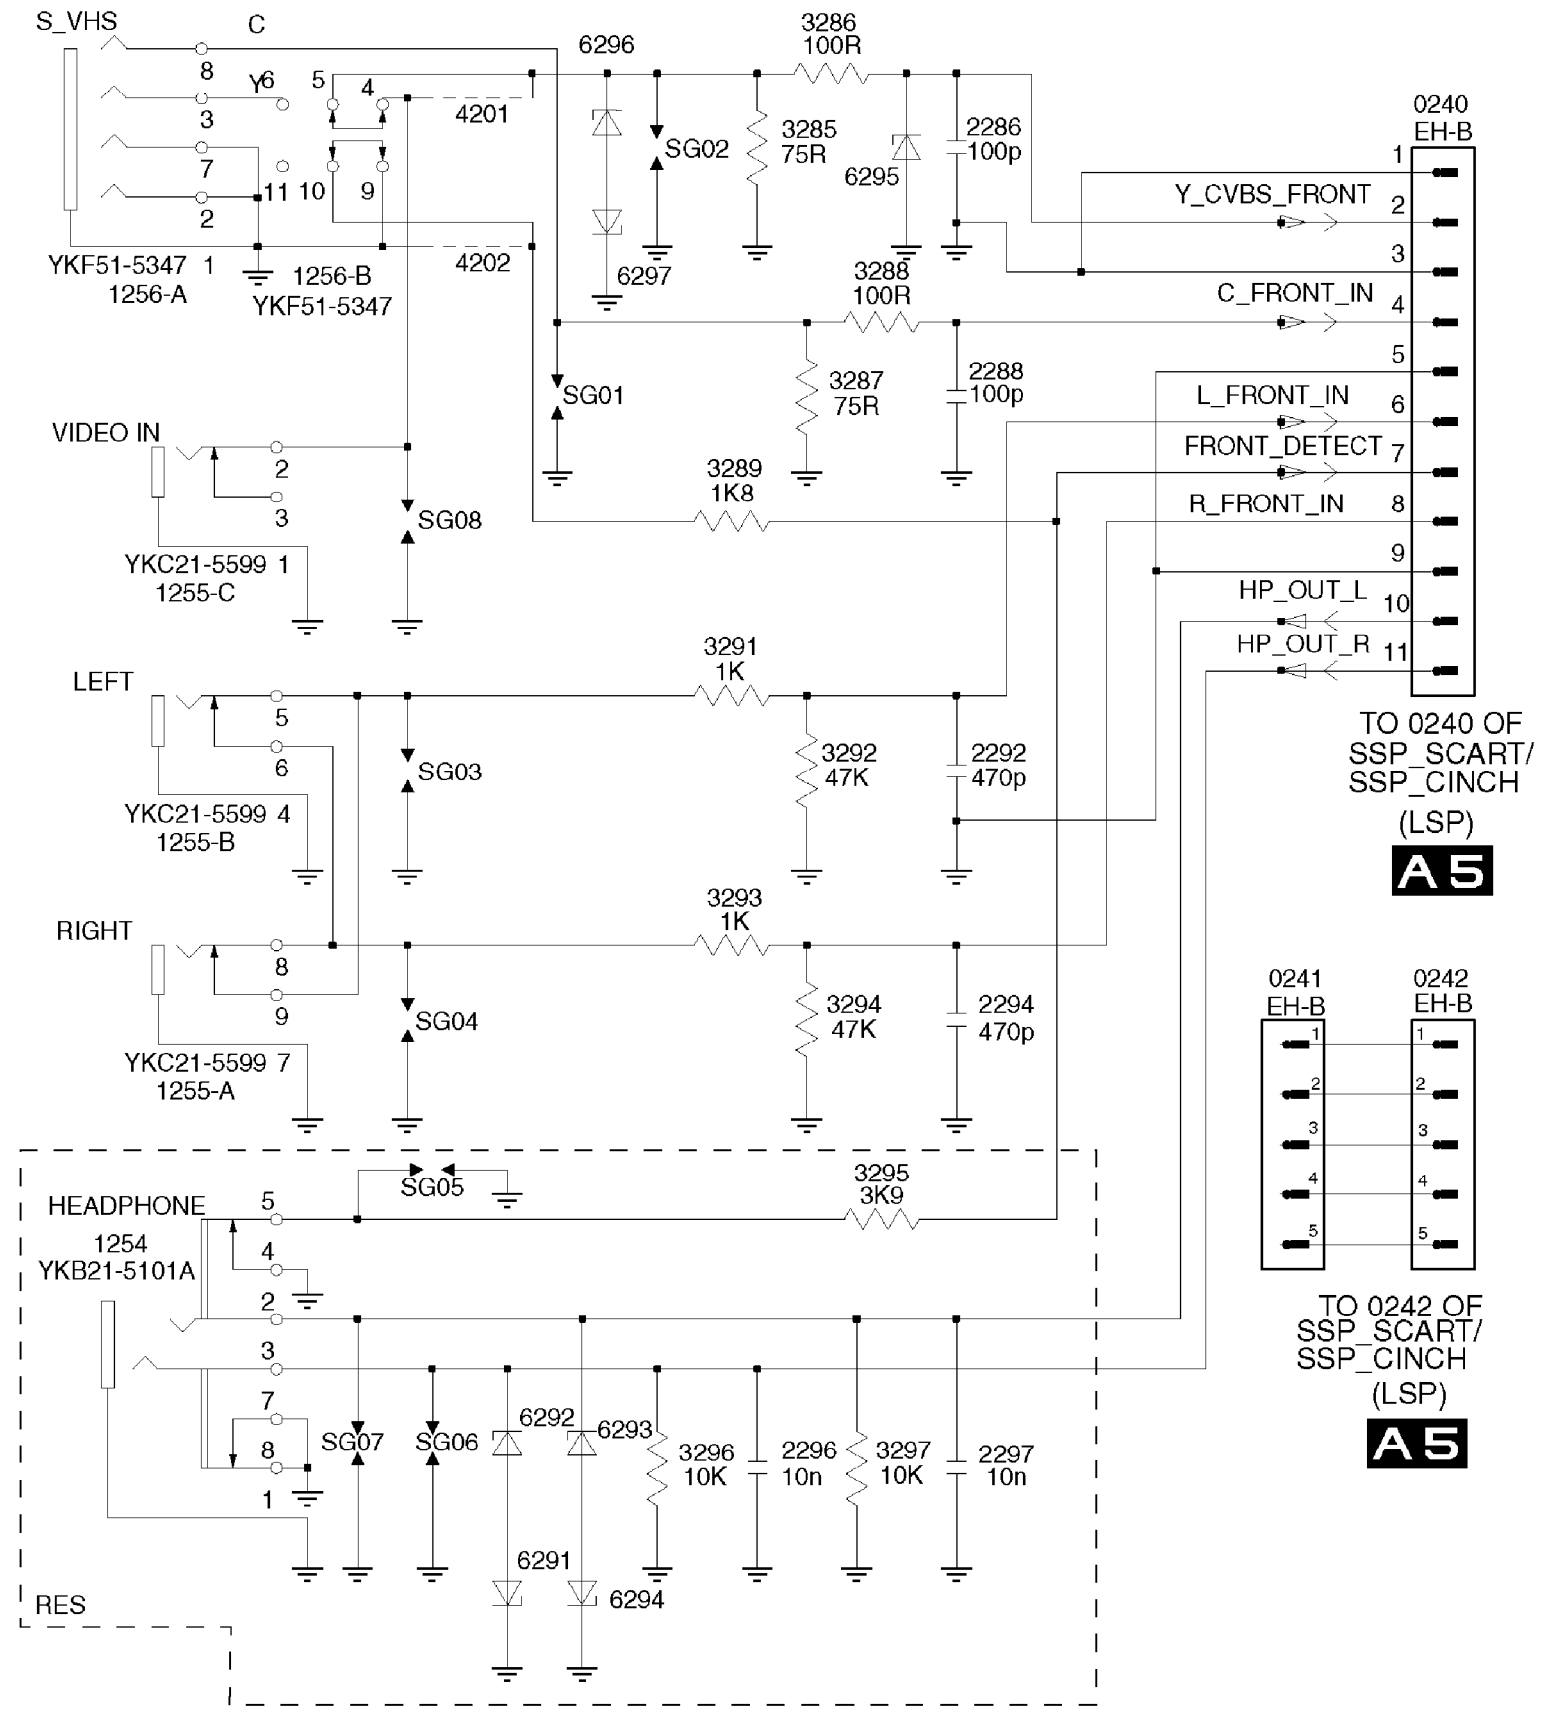 S_VHS C
8
Y 6 5 4
3
7
11 10 9
2
YKF51-5347 1
1256-A
1256-B
YKF51-5347
4201
4202
6296
SG02
6297
3286
100R
3285
75R
6295
2286
100p
3288
100R
3287
75R
2288
100p
SG01
3289
1K8
VIDEO IN
2
3
YKC21-5599 1
1255-C
SG08
LEFT
5
6
YKC21-5599 4
1255-B
SG03
3291
1K
3292
47K
2292
470p
RIGHT
8
9
YKC21-5599 7
1255-A
SG04
3293
1K
3294
47K
2294
470p
0240
EH-B
1
Y_CVBS_FRONT 2
3
C_FRONT_IN 4
5
L_FRONT_IN 6
FRONT_DETECT 7
R_FRONT_IN 8
9
HP_OUT_L 10
HP_OUT_R 11
TO 0240 OF
SSP_SCART/
SSP_CINCH
(LSP)
A5
0241
EH-B
0242
EH-B
1 1
2 2
3 3
4 4
5 5
TO 0242 OF
SSP_SCART/
SSP_CINCH
(LSP)
A5
SG05
3295
3K9
HEADPHONE 5
1254
YKB21-5101A
4
2
3
7
8
1
SG07
SG06
6292
6293
3296
10K
2296
10n
3297
10K
2297
10n
6291
6294
RES